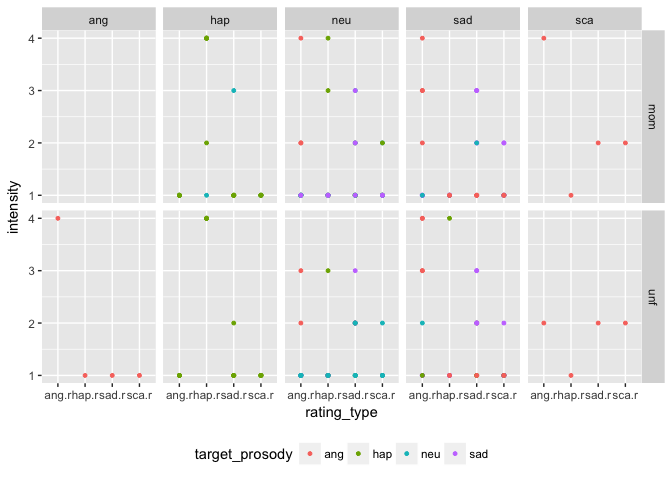 ang hap neu sad sca
4
3
2
1
mom
4
3
2
1
unf
intensity
ang.rhap.rsad.rsca.r ang.rhap.rsad.rsca.r ang.rhap.rsad.rsca.r ang.rhap.rsad.rsca.r ang.rhap.rsad.rsca.r
rating_type
target_prosody ang hap neu sad